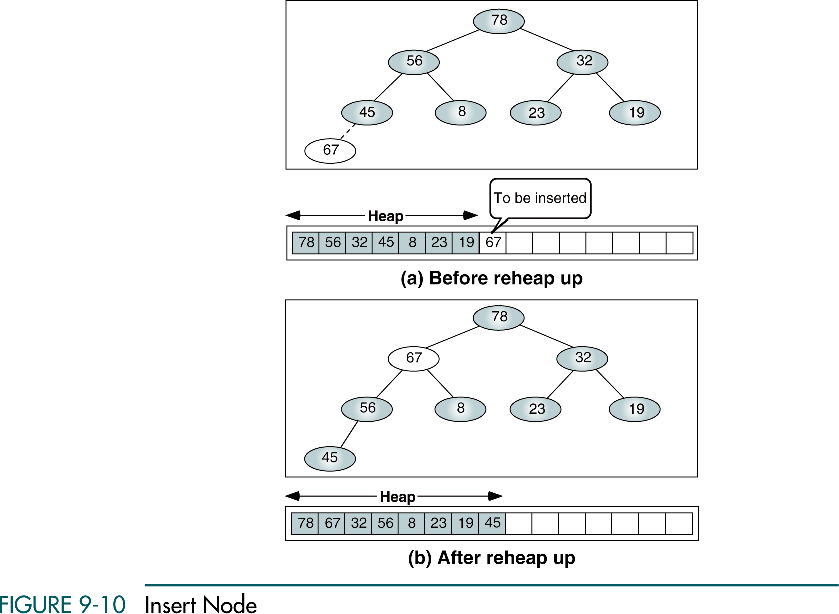 78
56 32
45 8 23 19
67
To be inserted
Heap
78 56 32 45 8 23 19 67
(a) Before reheap up
78
67 32
56 8 23 19
45
Heap
78 67 32 56 8 23 19 45
(b) After reheap up
FIGURE 9-10 Insert Node